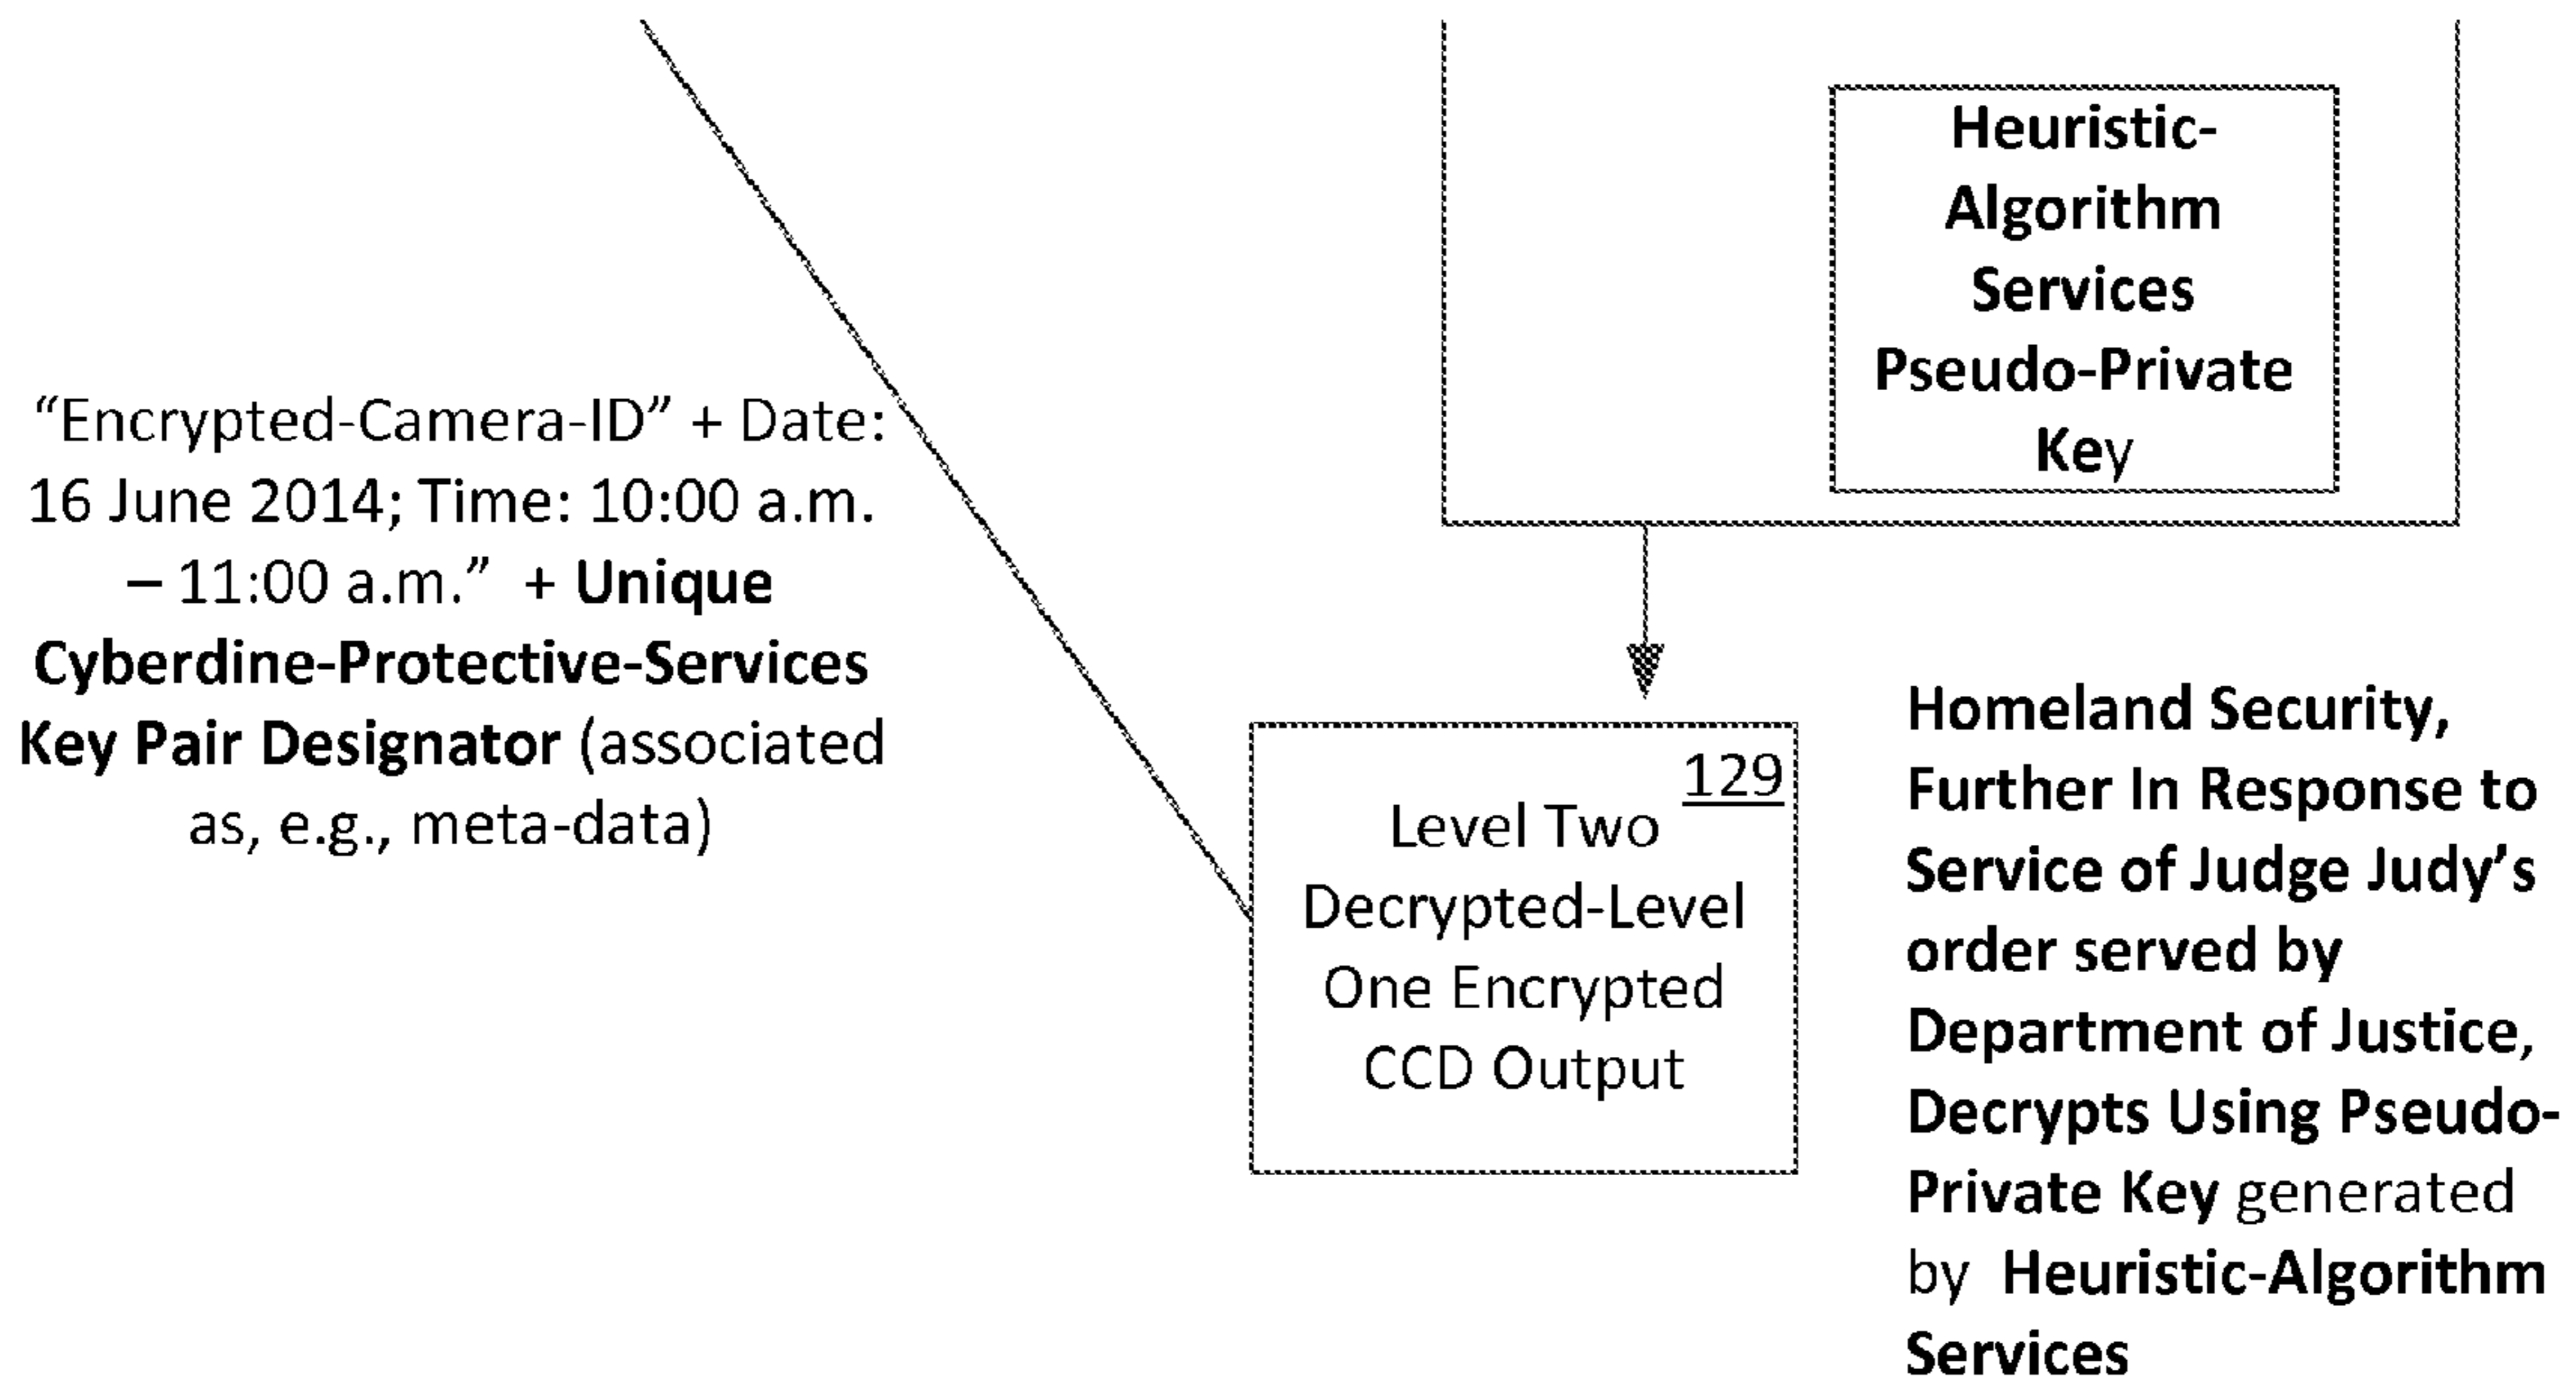 Heuristic-
Algorithm
Services
Pseudo-Private
Key
“Encrypted-Camera-ID” + Date:
16 June 2014; Time: 10:00 a.m.
– 11:00 a.m.” + Unique
Cyberdine-Protective-Services
Key Pair Designator (associated
as, e.g., meta-data)
129
Level Two
Decrypted-Level
One Encrypted
CCD Output
Homeland Security,
Further In Response to
Service of Judge Judy’s
order served by
Department of Justice,
Decrypts Using Pseudo-
Private Key generated
by Heuristic-Algorithm
Services